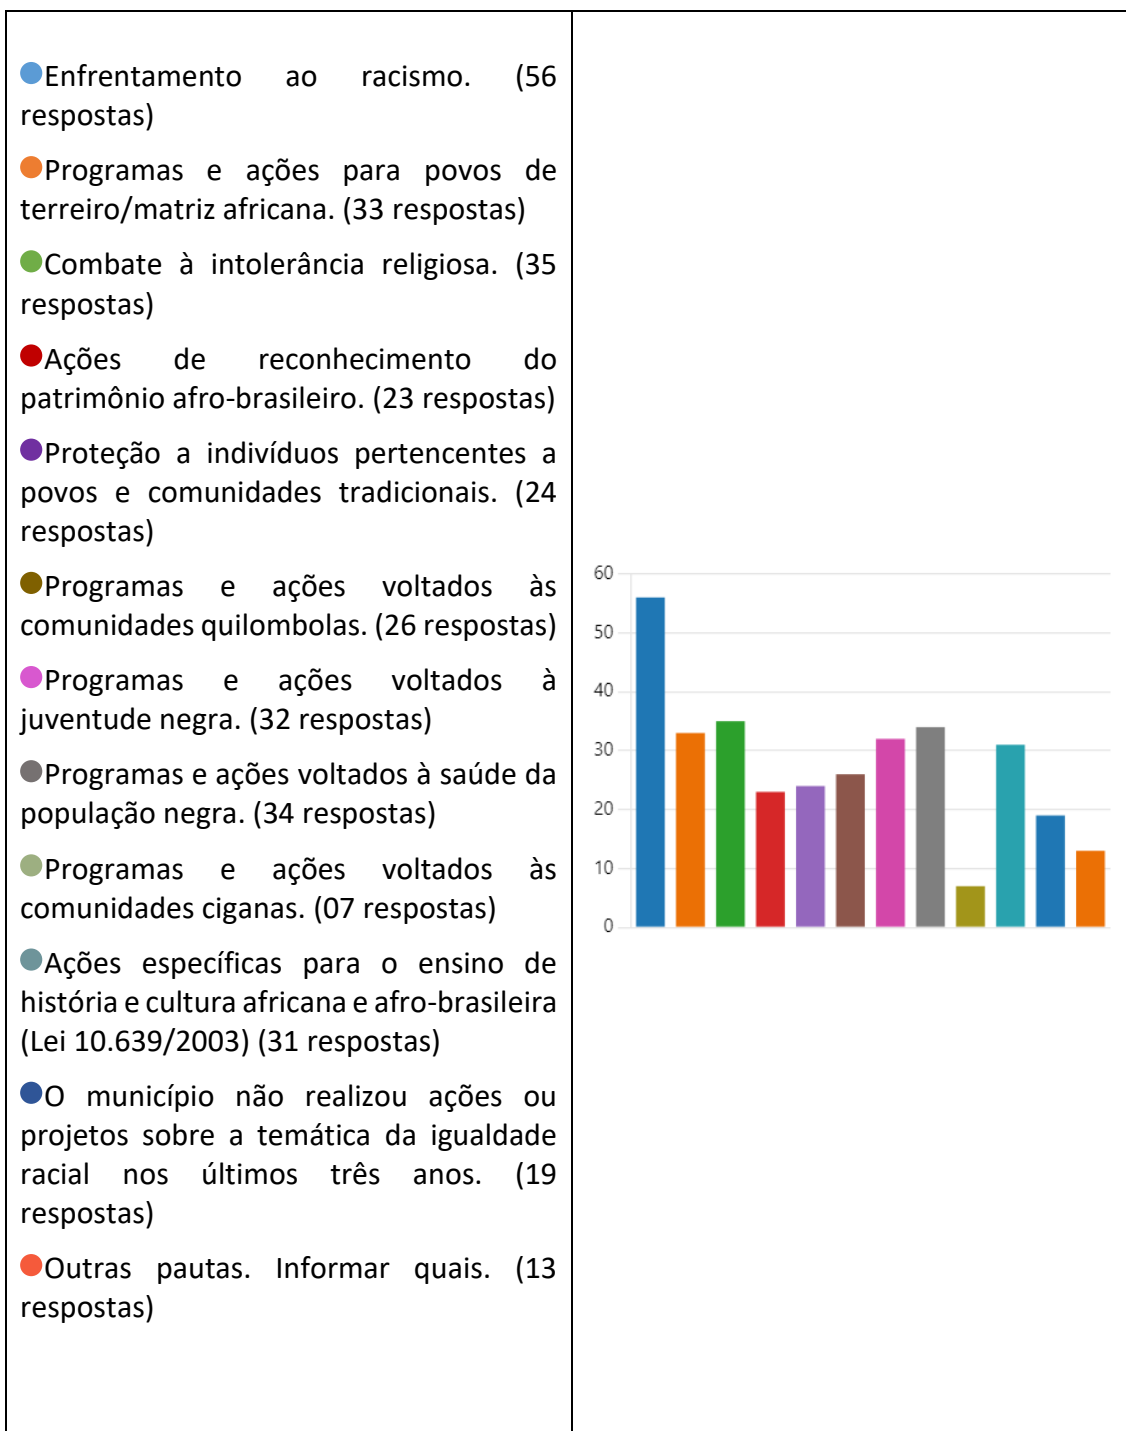 Enfrentamento ao racismo. (56
respostas)
Programas e ações para povos de
terreiro/matriz africana. (33 respostas)
Combate à intolerância religiosa. (35
respostas)
Ações de reconhecimento do
patrimônio afro-brasileiro. (23 respostas)
Proteção a indivíduos pertencentes a
povos e comunidades tradicionais. (24
respostas)
Programas e ações voltados às
comunidades quilombolas. (26 respostas)
Programas e ações voltados à
juventude negra. (32 respostas)
Programas e ações voltados à saúde da
população negra. (34 respostas)
Programas e ações voltados às
comunidades ciganas. (07 respostas)
Ações específicas para o ensino de
história e cultura africana e afro-brasileira
(Lei 10.639/2003) (31 respostas)
O município não realizou ações ou
projetos sobre a temática da igualdade
racial nos últimos três anos. (19
respostas)
Outras pautas. Informar quais. (13
respostas)
60
50
40
30
20
10
0